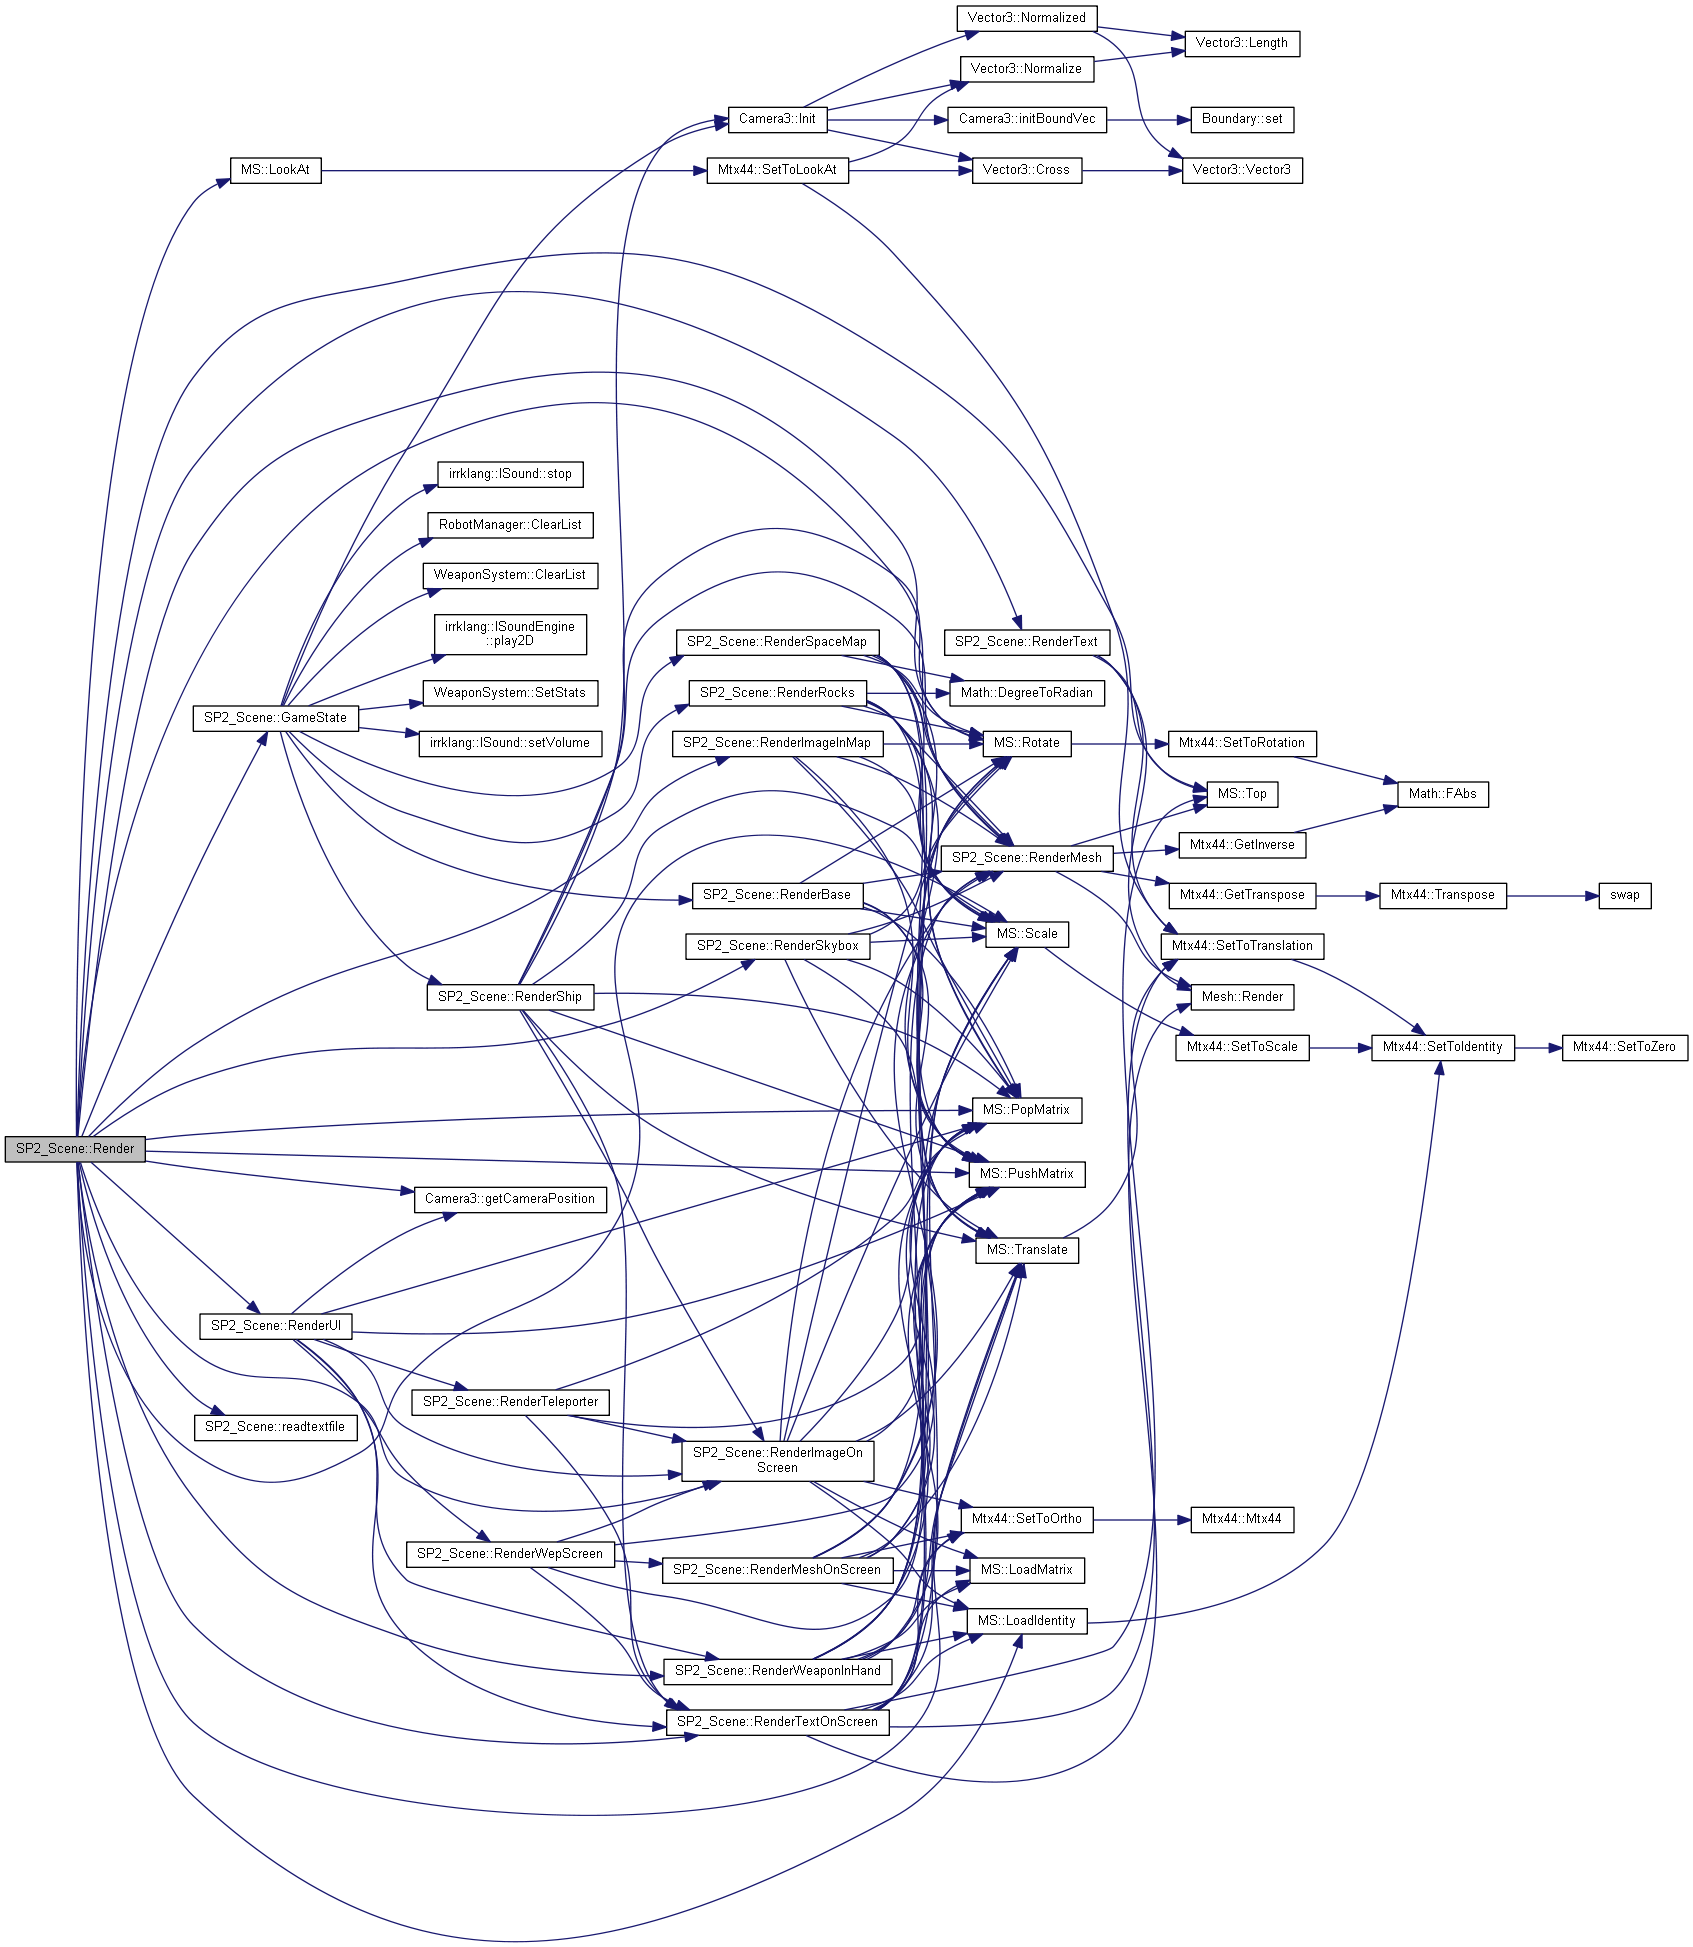 Vector3::Normalized
Vector3::Length
Vector3::Normalize
Camera3::Init
Camera3::initBoundVec
Boundary::set
MS::LookAt
Mtx44::SetToLookAt
Vector3::Cross
Vector3::Vector3
irrklang::ISound::stop
RobotManager::ClearList
WeaponSystem::ClearList
irrklang::ISoundEngine
::play2D
SP2_Scene::RenderSpaceMap
SP2_Scene::RenderText
WeaponSystem::SetStats
SP2_Scene::RenderRocks
Math::DegreeToRadian
SP2_Scene::GameState
irrklang::ISound::setVolume
SP2_Scene::RenderImageInMap
MS::Rotate
Mtx44::SetToRotation
MS::Top
Math::FAbs
SP2_Scene::RenderMesh
Mtx44::GetInverse
SP2_Scene::RenderBase
Mtx44::GetTranspose
Mtx44::Transpose
swap
SP2_Scene::RenderSkybox
MS::Scale
Mtx44::SetToTranslation
SP2_Scene::RenderShip
Mesh::Render
Mtx44::SetToScale
Mtx44::SetToIdentity
Mtx44::SetToZero
MS::PopMatrix
SP2_Scene::Render
MS::PushMatrix
Camera3::getCameraPosition
MS::Translate
SP2_Scene::RenderUI
SP2_Scene::RenderTeleporter
SP2_Scene::readtextfile
SP2_Scene::RenderImageOn
Screen
Mtx44::SetToOrtho
Mtx44::Mtx44
SP2_Scene::RenderWepScreen
SP2_Scene::RenderMeshOnScreen
MS::LoadMatrix
MS::LoadIdentity
SP2_Scene::RenderWeaponInHand
SP2_Scene::RenderTextOnScreen